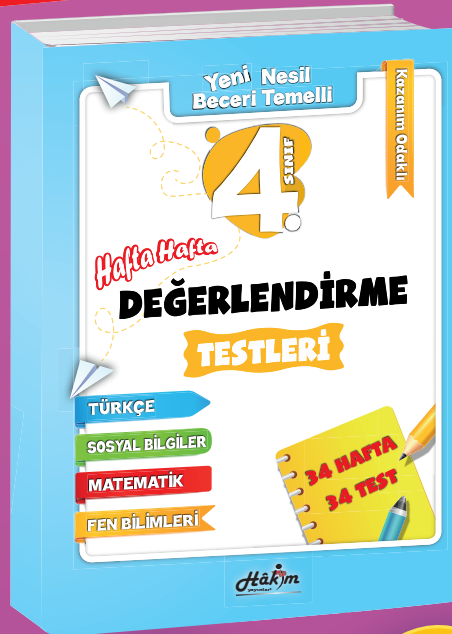 Yeni Nesil
Beceri Temelli
Kazanım Odaklı
4.
SINIF
Hafta Hafta
DEĞERLENDİRME
TESTLERİ
TÜRKÇE
SOSYAL BİLGİLER
MATEMATİK
FEN BİLİMLERİ
34 HAFTA
34 TEST
Hâkim
yayınları